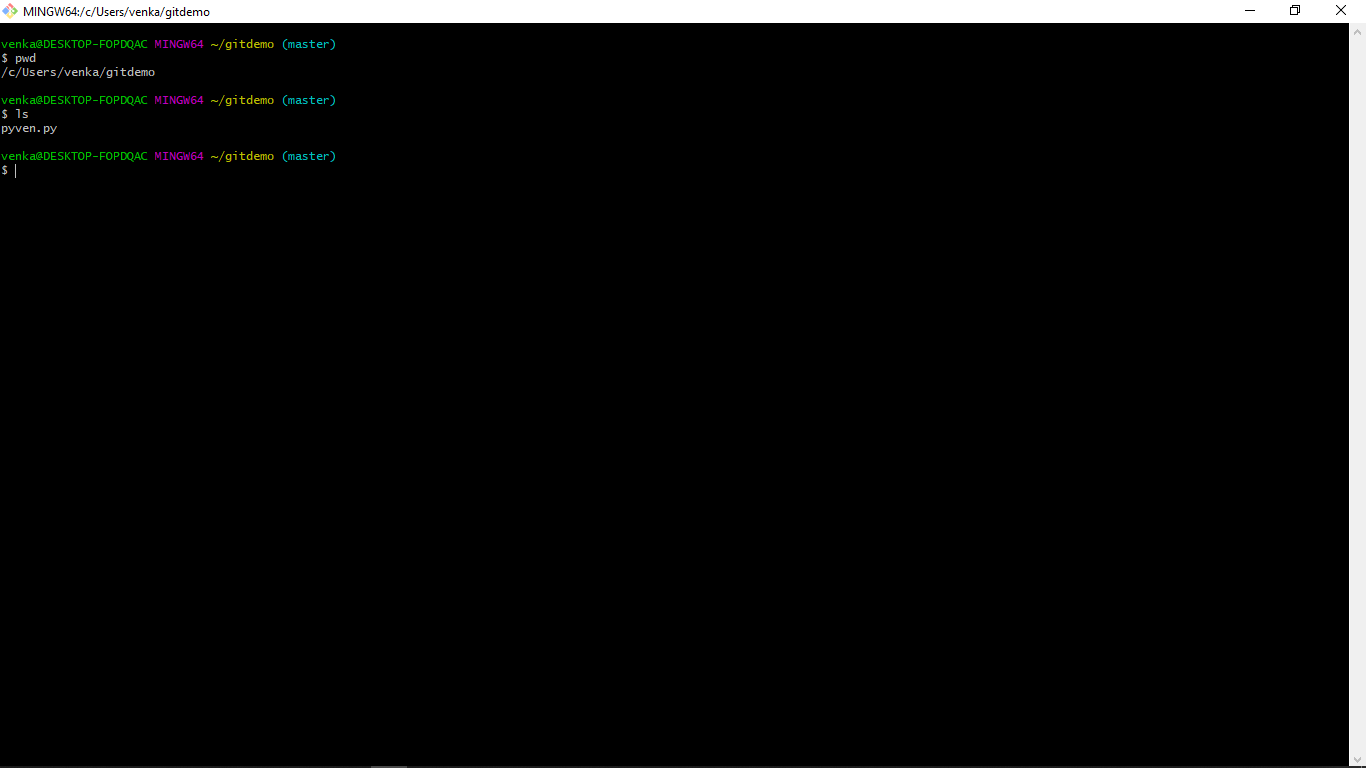 MINGW64:/c/Users/venka/gitdemo
venka@DESKTOP-FOPDQAC MINGW64 ~/gitdemo (master)
$ pwd
/c/Users/venka/gitdemo
venka@DESKTOP-FOPDQAC MINGW64 ~/gitdemo (master)
$ ls
pyven.py
venka@DESKTOP-FOPDQAC MINGW64 ~/gitdemo (master)
$